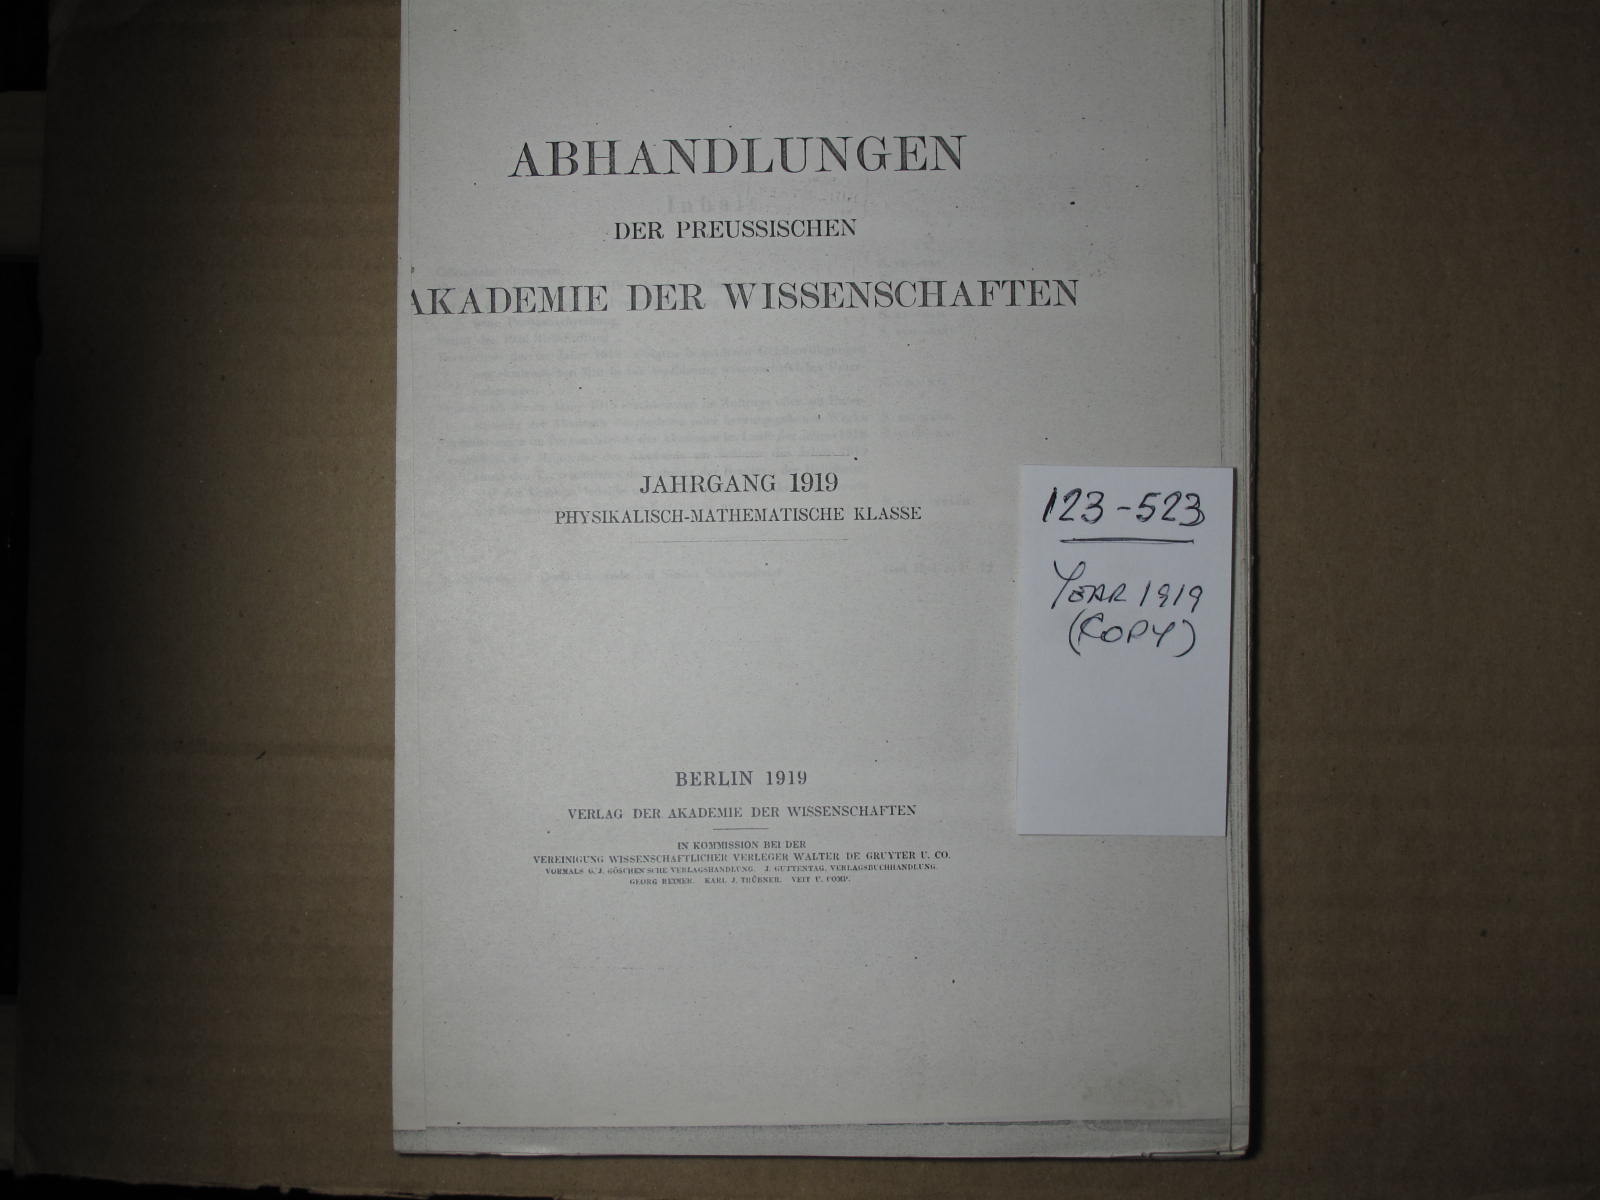 ABHANDLUNGEN
DER PREUSSISCHEN
AKADEMIE DER WISSENSCHAFTEN
JAHRGANG 1919
PHYSIKALISCH-MATHEMATISCHE KLASSE
123-523
YEAR 1919
(COPY)
BERLIN 1919
VERLAG DER AKADEMIE DER WISSENSCHAFTEN
IN KOMMISSION BEI DER
VEREINIGUNG WISSENSCHAFTLICHER VERLEGER WALTER DE GRUYTER U. CO.
VORMALS G. J. GÖSCHEN'SCHE VERLAGSHANDLUNG. J. GUTTENTAG, VERLAGSBUCHHANDLUNG.
GEORG REIMER. KARL J. TRÜBNER. VEIT U. COMP.